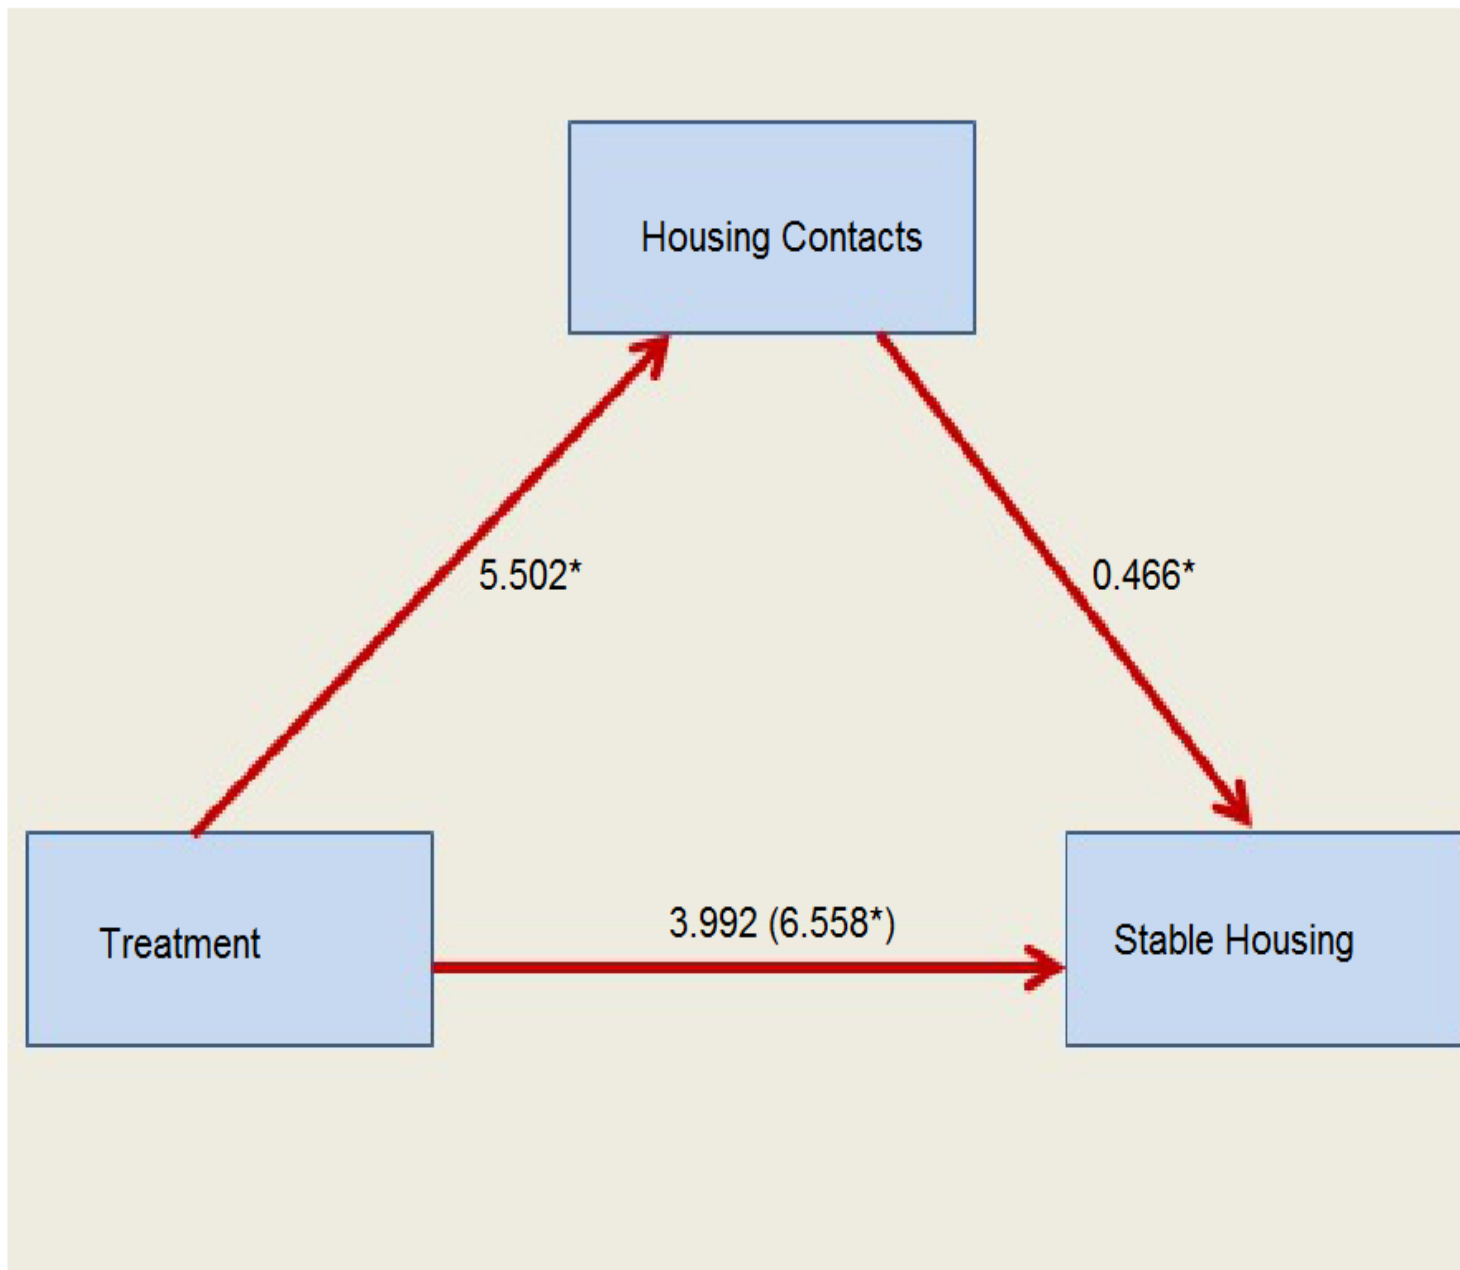 Housing Contacts
5.502*
0.466*
Treatment
3.992 (6.558*)
Stable Housing